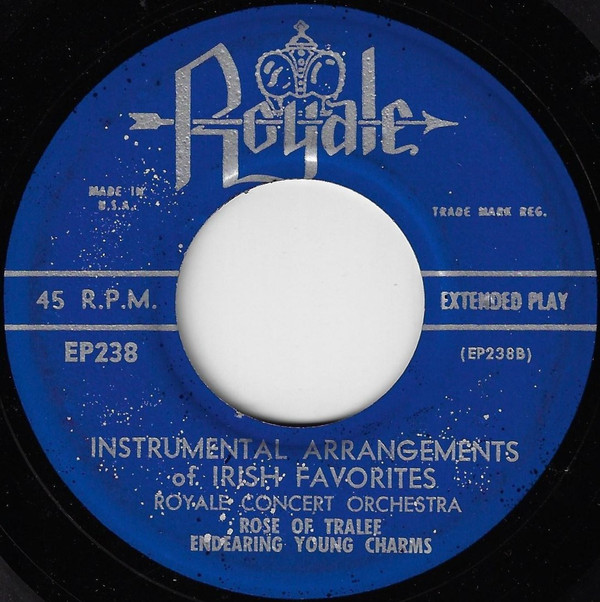 Royale
MADE IN
U.S.A.
TRADE MARK REG.
45 R.P.M.
EXTENDED PLAY
EP238
(EP238B)
INSTRUMENTAL ARRANGEMENTS
of IRISH FAVORITES
ROYALE CONCERT ORCHESTRA
ROSE OF TRALEE
ENDEARING YOUNG CHARMS